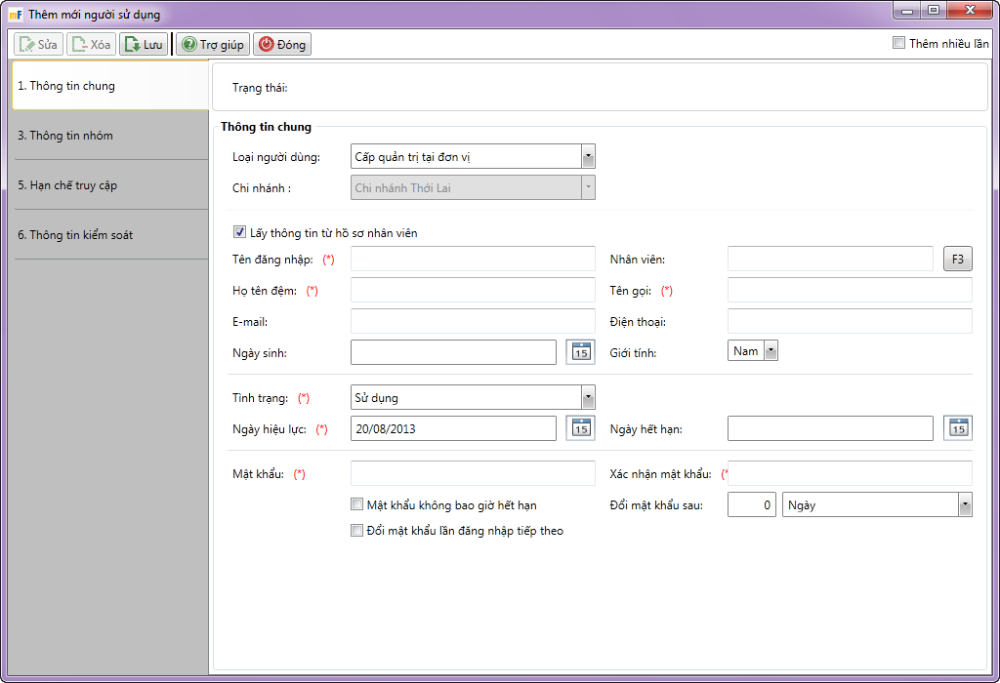 mF Thêm mới người sử dụng
Sửa Xóa Lưu Trợ giúp Đóng Thêm nhiều lần
1. Thông tin chung
3. Thông tin nhóm
5. Hạn chế truy cập
6. Thông tin kiểm soát
Trạng thái:
Thông tin chung
Loại người dùng: Cấp quản trị tại đơn vị
Chi nhánh : Chi nhánh Thới Lai
Lấy thông tin từ hồ sơ nhân viên
Tên đăng nhập: (*) Nhân viên: F3
Họ tên đệm: (*) Tên gọi: (*)
E-mail: Điện thoại:
Ngày sinh: 15 Giới tính: Nam
Tình trạng: (*) Sử dụng
Ngày hiệu lực: (*) 20/08/2013 15 Ngày hết hạn: 15
Mật khẩu: (*) Xác nhận mật khẩu: (*
Mật khẩu không bao giờ hết hạn Đổi mật khẩu sau: 0 Ngày
Đổi mật khẩu lần đăng nhập tiếp theo